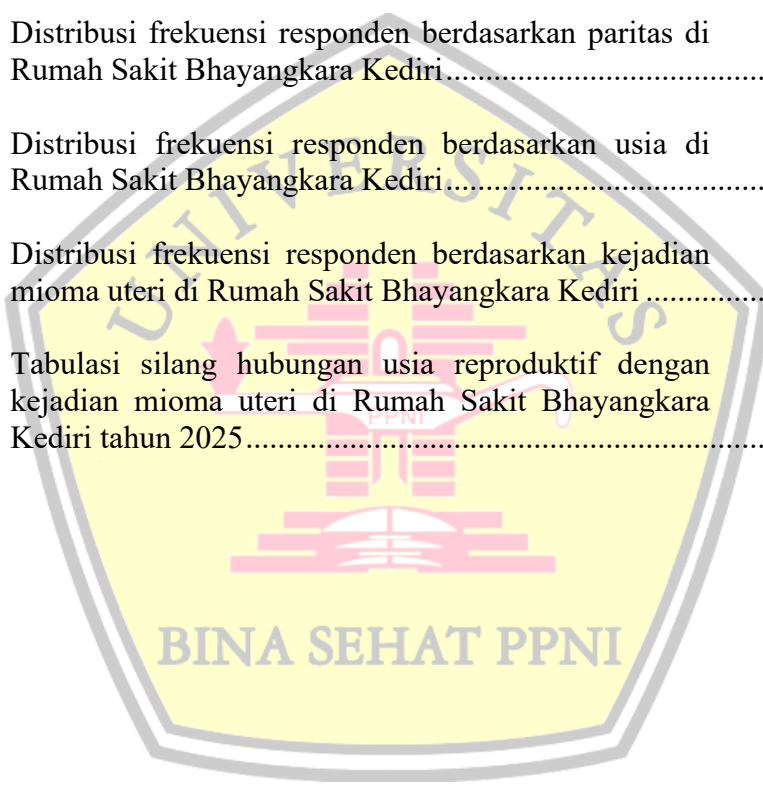 Distribusi frekuensi responden berdasarkan paritas di
Rumah Sakit Bhayangkara Kediri........................................
Distribusi frekuensi responden berdasarkan usia di
Rumah Sakit Bhayangkara Kediri........................................
Distribusi frekuensi responden berdasarkan kejadian
mioma uteri di Rumah Sakit Bhayangkara Kediri ...............
Tabulasi silang hubungan usia reproduktif dengan
kejadian mioma uteri di Rumah Sakit Bhayangkara
Kediri tahun 2025.................................................................
UNIVERSITAS
PPNI
BINA SEHAT PPNI